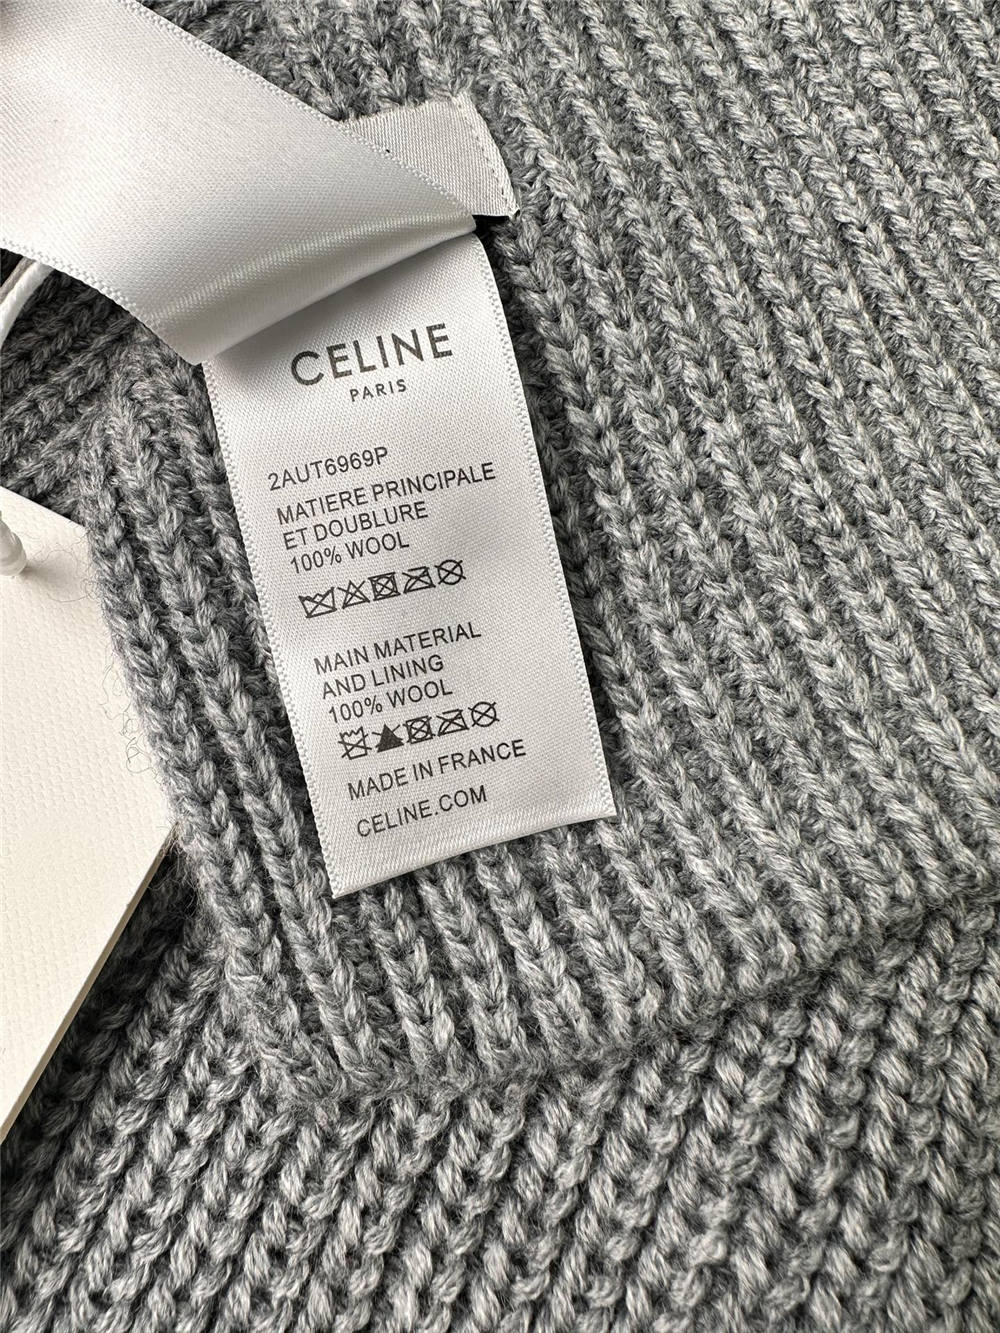 CELINE
PARIS
2AUT6969P
MATIERE PRINCIPALE
ET DOUBLURE
100% WOOL
MAIN MATERIAL
AND LINING
100% WOOL
MADE IN FRANCE
CELINE.COM